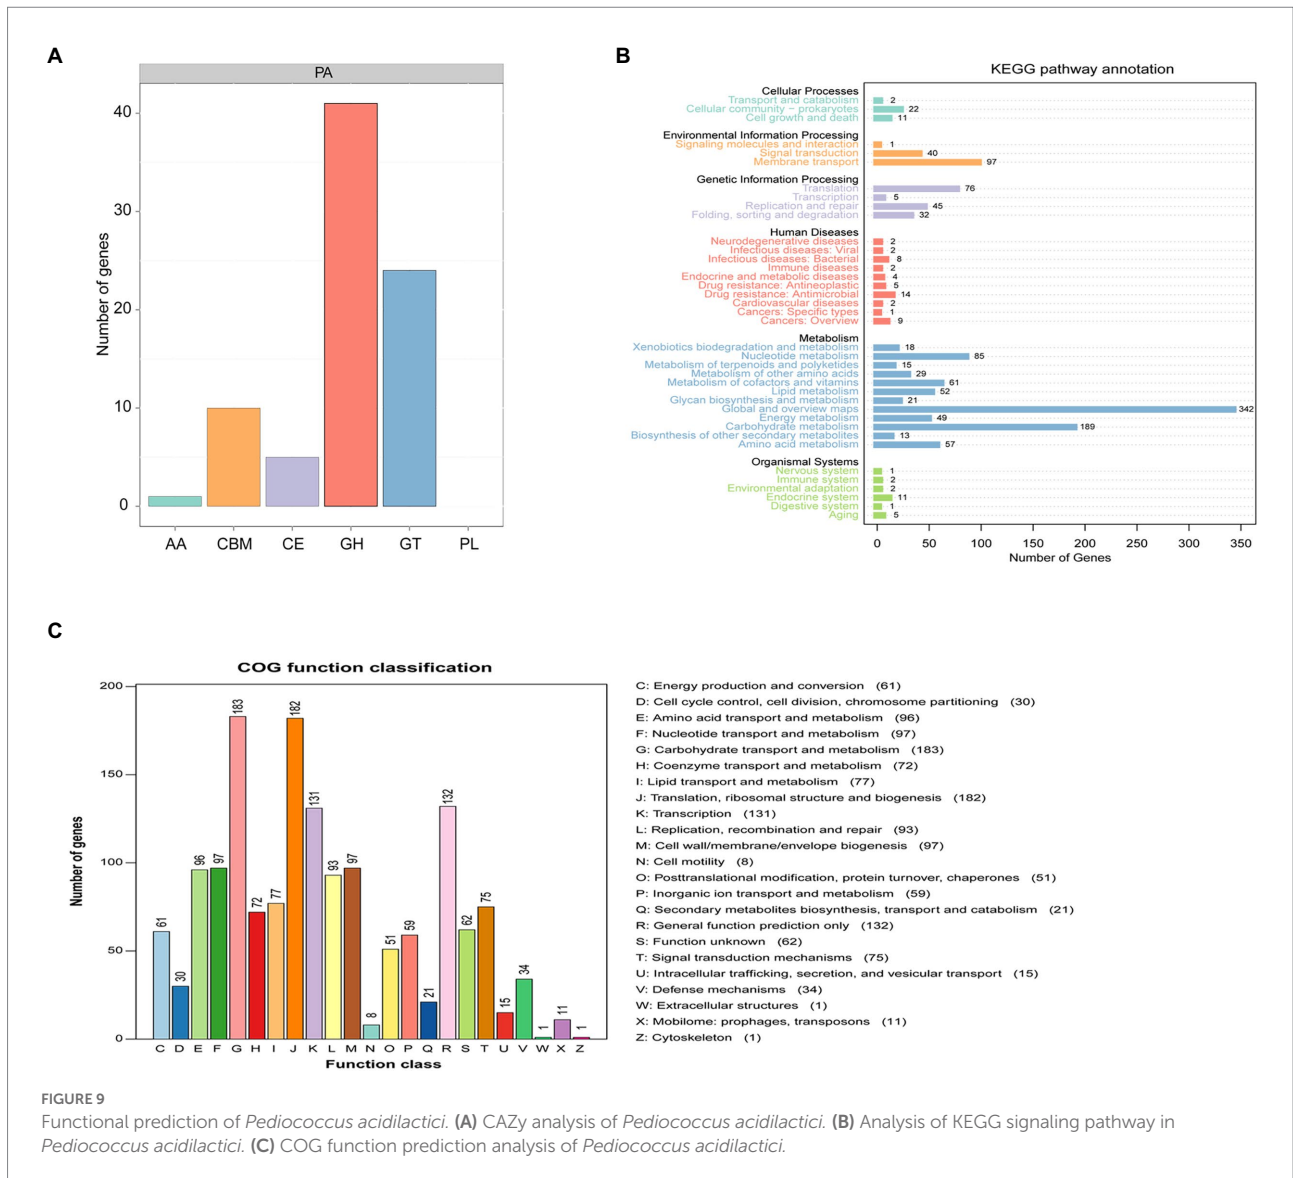 A
PA
Number of genes
40
30
20
10
0
AA CBM CE GH GT PL
B
KEGG pathway annotation
Cellular Processes
Transport and catabolism 2
Cellular community − prokaryotes 22
Cell growth and death 11
Environmental Information Processing
Signaling molecules and interaction 1
Signal transduction 40
Membrane transport 97
Genetic Information Processing
Translation 76
Transcription 5
Replication and repair 45
Folding, sorting and degradation 32
Human Diseases
Neurodegenerative diseases 2
Infectious diseases: Viral 2
Infectious diseases: Bacterial 8
Immune diseases 2
Endocrine and metabolic diseases 4
Drug resistance: Antineoplastic 5
Drug resistance: Antimicrobial 14
Cardiovascular diseases 2
Cancers: Specific types 1
Cancers: Overview 9
Metabolism
Xenobiotics biodegradation and metabolism 18
Nucleotide metabolism 85
Metabolism of terpenoids and polyketides 15
Metabolism of other amino acids 29
Metabolism of cofactors and vitamins 61
Lipid metabolism 52
Glycan biosynthesis and metabolism 21
Global and overview maps 342
Energy metabolism 49
Carbohydrate metabolism 189
Biosynthesis of other secondary metabolites 13
Amino acid metabolism 57
Organismal Systems
Nervous system 1
Immune system 2
Environmental adaptation 2
Endocrine system 11
Digestive system 1
Aging 5
0 50 100 150 200 250 300 350
Number of Genes
C
COG function classification
Number of genes
200
150
100
50
0
61 30 96 97 183 72 77 182 131 93 97 8 51 59 21 132 62 75 15 34 1 11 1
C D E F G H I J K L M N O P Q R S T U V W X Z
Function class
C: Energy production and conversion (61)
D: Cell cycle control, cell division, chromosome partitioning (30)
E: Amino acid transport and metabolism (96)
F: Nucleotide transport and metabolism (97)
G: Carbohydrate transport and metabolism (183)
H: Coenzyme transport and metabolism (72)
I: Lipid transport and metabolism (77)
J: Translation, ribosomal structure and biogenesis (182)
K: Transcription (131)
L: Replication, recombination and repair (93)
M: Cell wall/membrane/envelope biogenesis (97)
N: Cell motility (8)
O: Posttranslational modification, protein turnover, chaperones (51)
P: Inorganic ion transport and metabolism (59)
Q: Secondary metabolites biosynthesis, transport and catabolism (21)
R: General function prediction only (132)
S: Function unknown (62)
T: Signal transduction mechanisms (75)
U: Intracellular trafficking, secretion, and vesicular transport (15)
V: Defense mechanisms (34)
W: Extracellular structures (1)
X: Mobilome: prophages, transposons (11)
Z: Cytoskeleton (1)
FIGURE 9
Functional prediction of Pediococcus acidilactici. (A) CAZy analysis of Pediococcus acidilactici. (B) Analysis of KEGG signaling pathway in
Pediococcus acidilactici. (C) COG function prediction analysis of Pediococcus acidilactici.